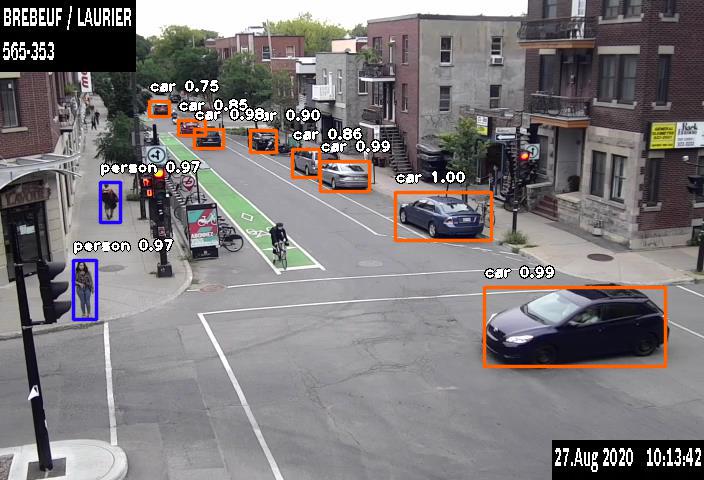 BREBEUF / LAURIER
565-353
car 0.75
car 0.85
car 0.98
ar 0.90
car 0.86
car 0.99
person 0.97
car 1.00
person 0.97
car 0.99
27.Aug 2020 10:13:42